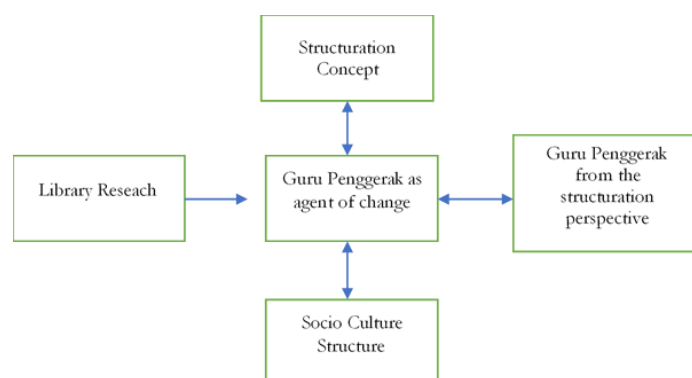 Structuration
Concept
Library Reseach
Guru Penggerak as
agent of change
Guru Penggerak
from the
structuration
perspective
Socio Culture
Structure